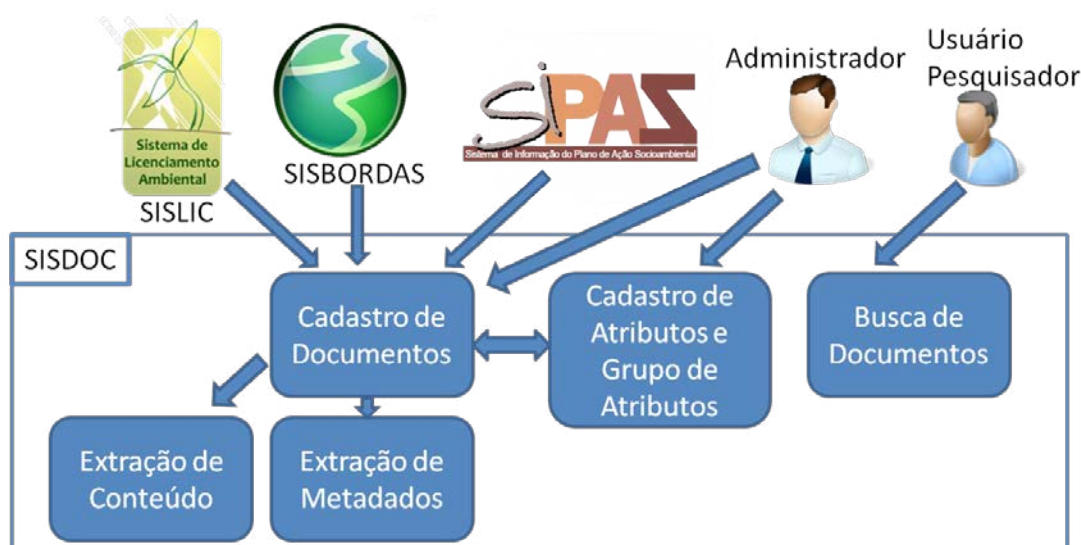 Sistema de
Licenciamento
Ambiental
SISLIC
SISBORDAS
SIPAS
Sistema de Informação do Plano de Ação Socioambiental
Administrador
Usuário
Pesquisador
SISDOC
Cadastro de
Documentos
Cadastro de
Atributos e
Grupo de
Atributos
Busca de
Documentos
Extração de
Conteúdo
Extração de
Metadados